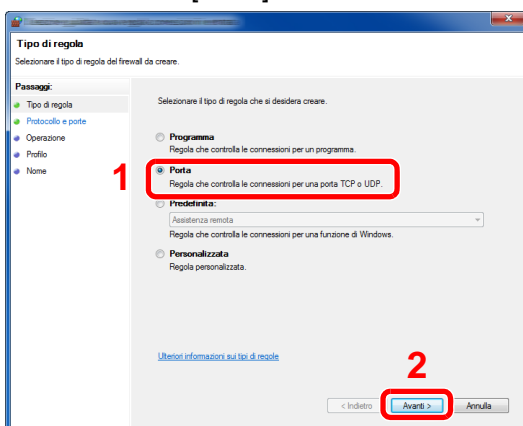 Tipo di regola
Selezionare il tipo di regola del firewall da creare.
Passaggi:
Tipo di regola
Protocollo e porte
Operazione
Profilo
Nome
Selezionare il tipo di regola che si desidera creare.
Programma
Regola che controlla le connessioni per un programma.
1
Porta
Regola che controlla le connessioni per una porta TCP o UDP.
Predefinita:
Assistenza remota
Regola che controlla le connessioni per una funzione di Windows.
Personalizzata
Regola personalizzata.
Ulteriori informazioni sui tipi di regole
2
< Indietro
Avanti >
Annulla